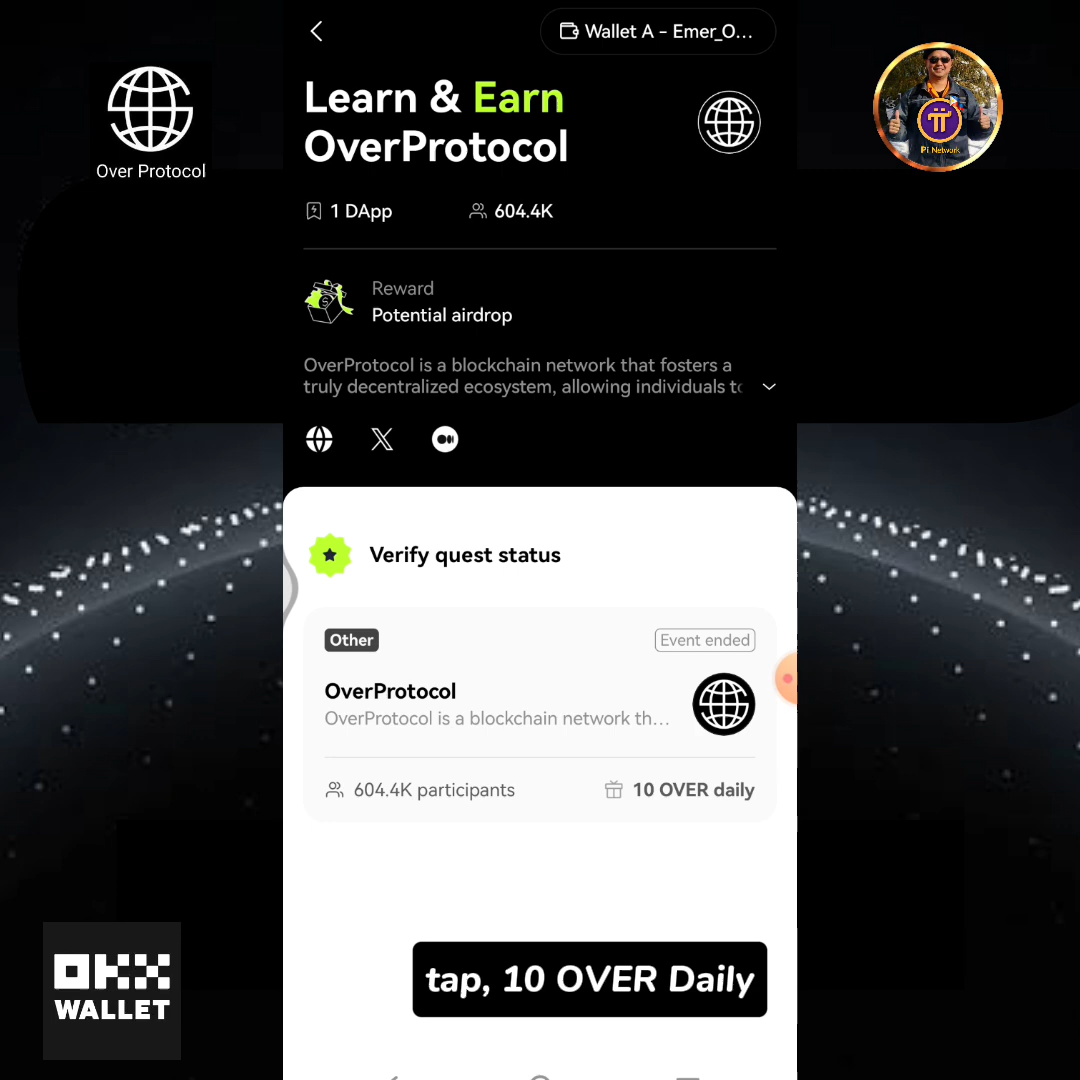 Wallet A - Emer_O...
Learn & Earn
OverProtocol
Over Protocol
Pi Network
1 DApp
604.4K
Reward
Potential airdrop
OverProtocol is a blockchain network that fosters a
truly decentralized ecosystem, allowing individuals
Verify quest status
Other
Event ended
OverProtocol
OverProtocol is a blockchain network th...
604.4K participants
10 OVER daily
OKX
WALLET
tap, 10 OVER Daily